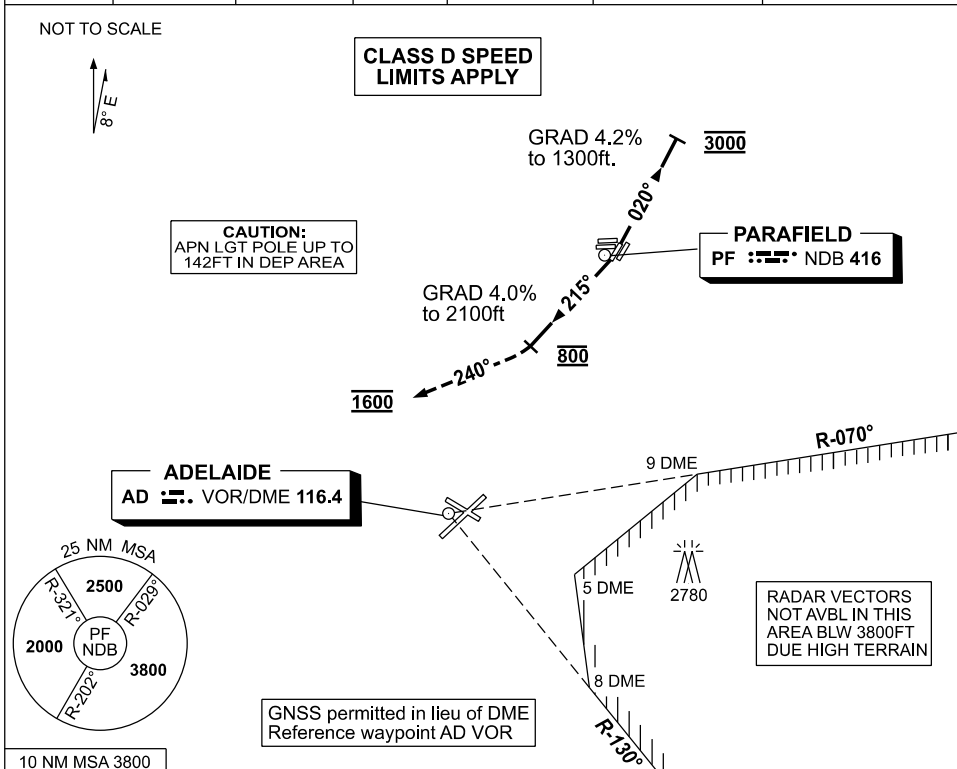 NOT TO SCALE
8° E
CLASS D SPEED
LIMITS APPLY
GRAD 4.2%
to 1300ft.
3000
020°
CAUTION:
APN LGT POLE UP TO
142FT IN DEP AREA
PARAFIELD
PF NDB 416
GRAD 4.0%
to 2100ft
215°
800
240°
1600
R-070°
9 DME
ADELAIDE
AD VOR/DME 116.4
25 NM MSA
R-321°
2500
R-029°
2000
PF
NDB
3800
R-202°
5 DME
2780
RADAR VECTORS
NOT AVBL IN THIS
AREA BLW 3800FT
DUE HIGH TERRAIN
8 DME
GNSS permitted in lieu of DME
Reference waypoint AD VOR
R-130°
10 NM MSA 3800